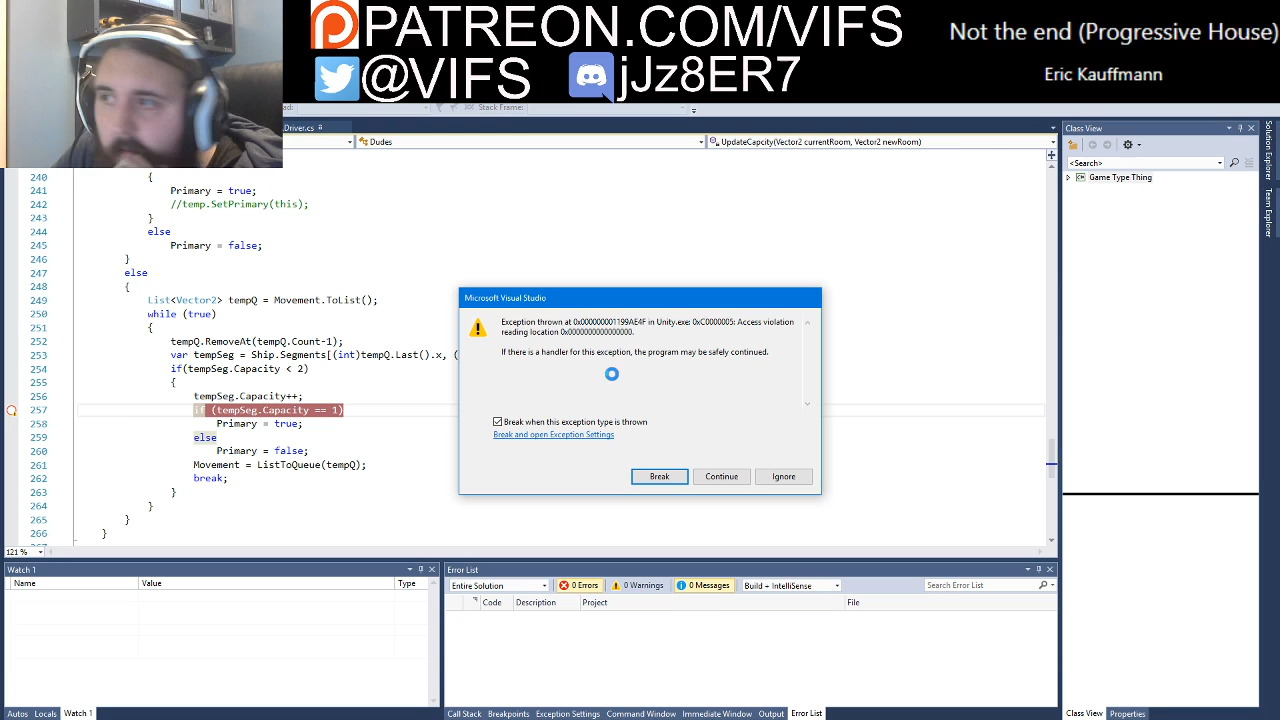 PATREON.COM/VIFS
@VIFS
jJz8ER7
Not the end (Progressive House)
Eric Kauffmann
Stack Frame:
Driver.cs
Dudes
UpdateCapcity(Vector2 currentRoom, Vector2 newRoom)
240 {
241 Primary = true;
242 //temp.SetPrimary(this);
243 }
244 else
245 Primary = false;
246 }
247 else
248 {
249 List<Vector2> tempQ = Movement.ToList();
250 while (true)
251 {
252 tempQ.RemoveAt(tempQ.Count-1);
253 var tempSeg = Ship.Segments[(int)tempQ.Last().x, (
254 if(tempSeg.Capacity < 2)
255 {
256 tempSeg.Capacity++;
257 if (tempSeg.Capacity == 1)
258 Primary = true;
259 else
260 Primary = false;
261 Movement = ListToQueue(tempQ);
262 break;
263 }
264 }
265 }
266 }
121 %
Microsoft Visual Studio
Exception thrown at 0x000000001199AE4F in Unity.exe: 0xC0000005: Access violation
reading location 0x0000000000000000.
If there is a handler for this exception, the program may be safely continued.
Break when this exception type is thrown
Break and open Exception Settings
Break Continue Ignore
Class View
<Search>
Game Type Thing
Solution Explorer
Team Explorer
Watch 1
Name Value Type
Autos Locals Watch 1
Error List
Entire Solution 0 Errors 0 Warnings 0 Messages Build + IntelliSense Search Error List
Code Description Project File
Call Stack Breakpoints Exception Settings Command Window Immediate Window Output Error List
Class View Properties